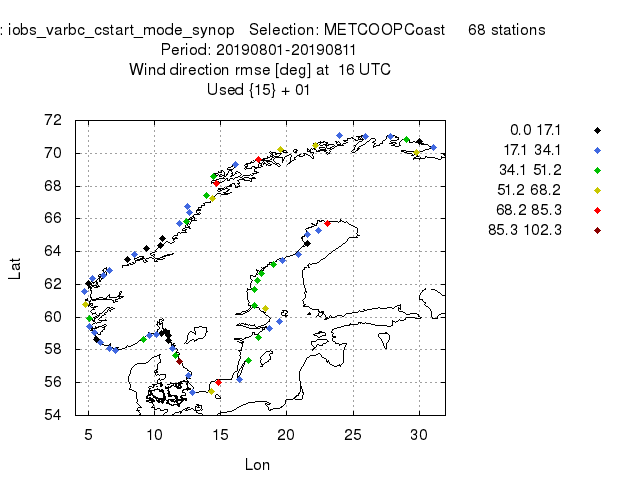 : iobs_varbc_cstart_mode_synop Selection: METCOOPCoast 68 stations
Period: 20190801-20190811
Wind direction rmse [deg] at 16 UTC
Used {15} + 01
72
70
68
66
64
62
60
58
56
54
Lat
5 10 15 20 25 30
Lon
0.0 17.1
17.1 34.1
34.1 51.2
51.2 68.2
68.2 85.3
85.3 102.3